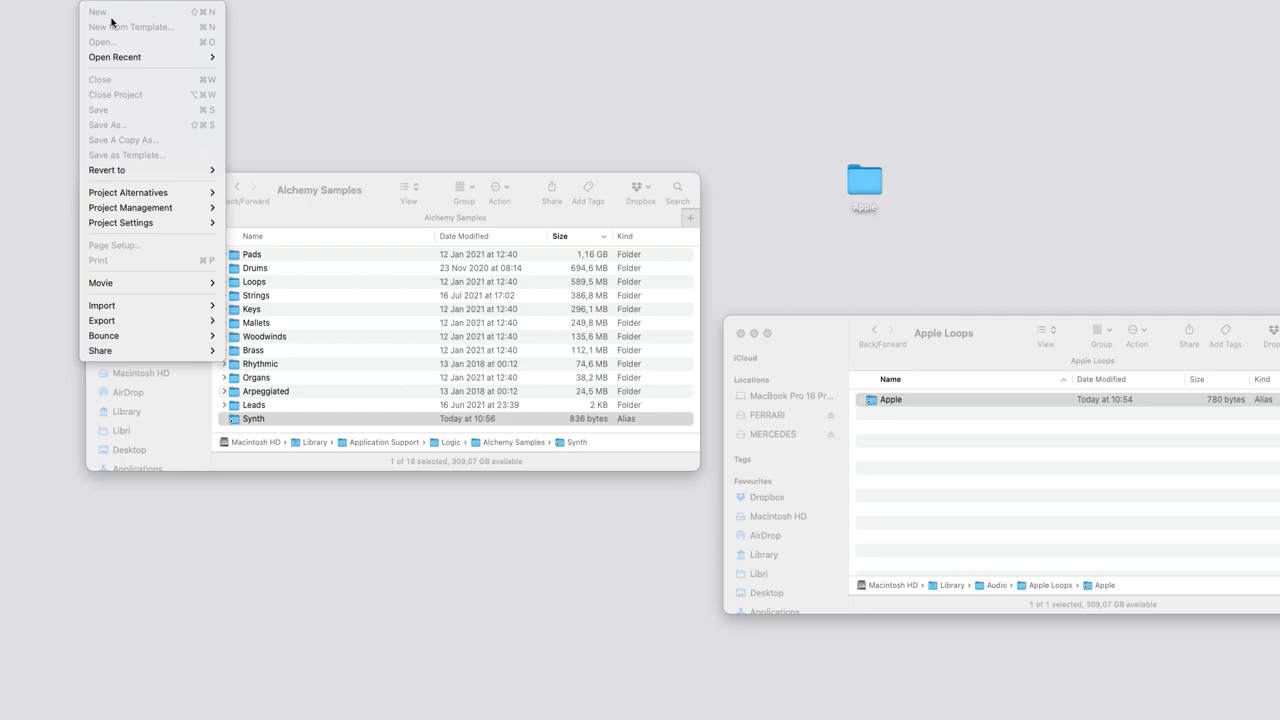 New ⇧⌘N
New from Template... ⌘N
Open... ⌘O
Open Recent
Close ⌘W
Close Project ⌥⌘W
Save ⌘S
Save As... ⇧⌘S
Save A Copy As...
Save as Template...
Revert to
Project Alternatives
Project Management
Project Settings
Page Setup...
Print ⌘P
Movie
Import
Export
Bounce
Share
Alchemy Samples
View Group Action Share Add Tags Dropbox Search
Alchemy Samples
Name Date Modified Size Kind
Pads 12 Jan 2021 at 12:40 1,16 GB Folder
Drums 23 Nov 2020 at 08:14 694,6 MB Folder
Loops 12 Jan 2021 at 12:40 589,5 MB Folder
Strings 16 Jul 2021 at 17:02 386,8 MB Folder
Keys 12 Jan 2021 at 12:40 296,1 MB Folder
Mallets 12 Jan 2021 at 12:40 249,8 MB Folder
Woodwinds 12 Jan 2021 at 12:40 135,6 MB Folder
Brass 12 Jan 2021 at 12:40 112,1 MB Folder
Rhythmic 13 Jan 2018 at 00:12 74,6 MB Folder
Organs 12 Jan 2021 at 12:40 38,2 MB Folder
Arpeggiated 13 Jan 2018 at 00:12 24,5 MB Folder
Leads 16 Jun 2021 at 23:39 2 KB Folder
Synth Today at 10:56 836 bytes Alias
Macintosh HD › Library › Application Support › Logic › Alchemy Samples › Synth
1 of 18 selected, 309,07 GB available
Macintosh HD
AirDrop
Library
Libri
Desktop
Applications
Apple
Apple Loops
Back/Forward View Group Action Share Add Tags
Apple Loops
Name Date Modified Size Kind
Apple Today at 10:54 780 bytes Alias
iCloud
Locations
MacBook Pro 16 Pr...
FERRARI
MERCEDES
Tags
Favourites
Dropbox
Macintosh HD
AirDrop
Library
Libri
Desktop
Applications
Macintosh HD › Library › Audio › Apple Loops › Apple
1 of 1 selected, 309,07 GB available